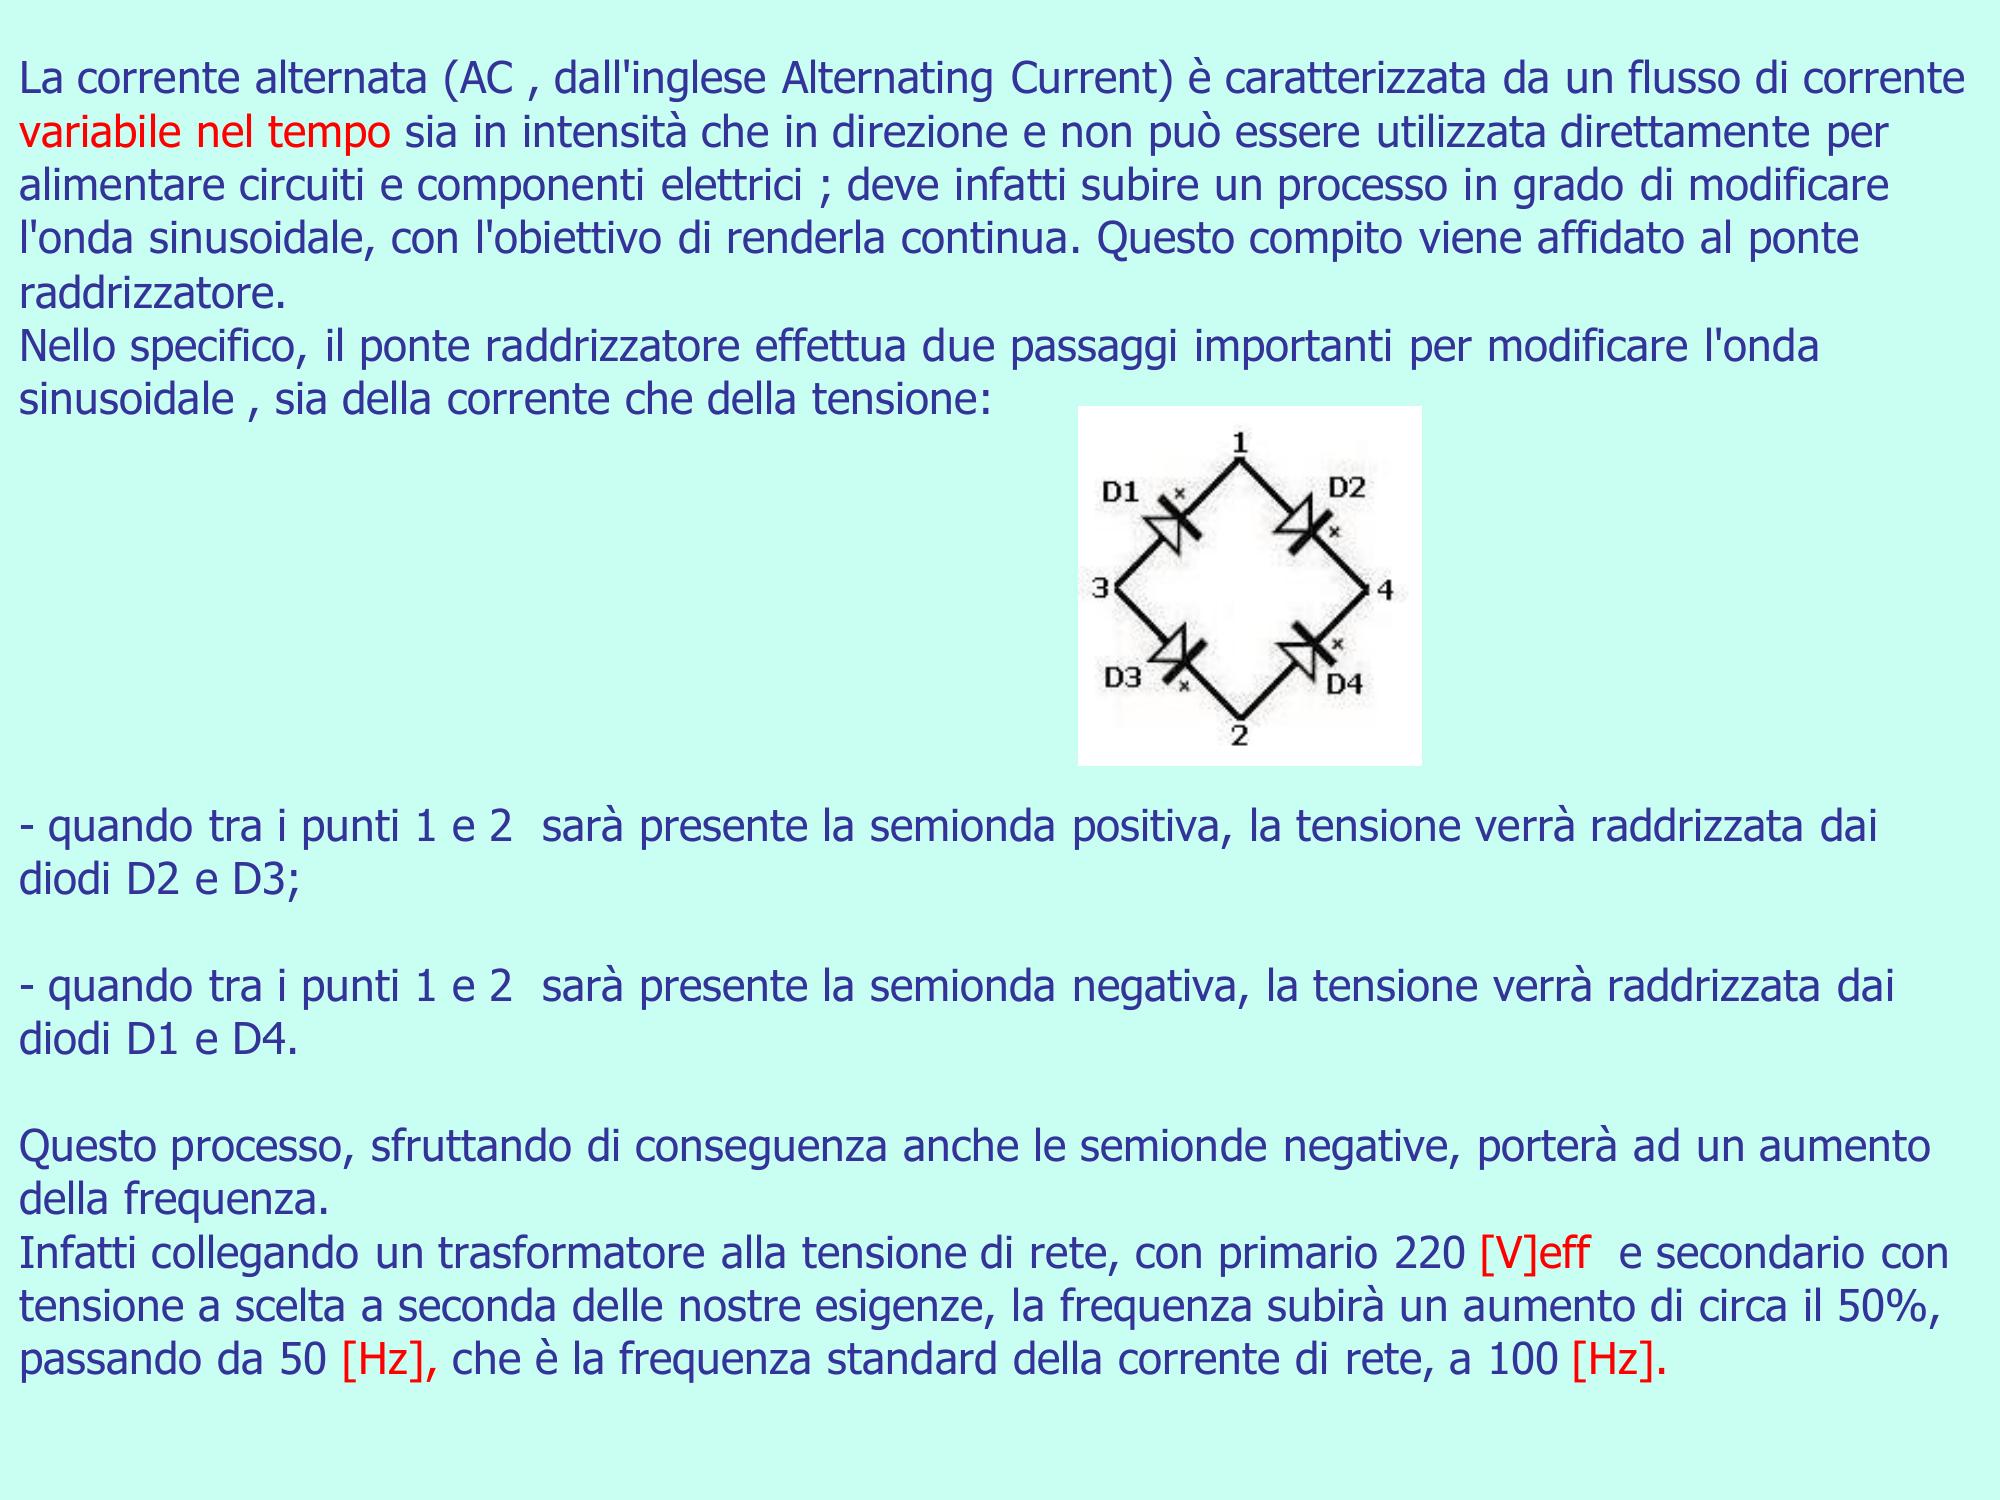 La corrente alternata (AC , dall'inglese Alternating Current) è caratterizzata da un flusso di corrente
variabile nel tempo sia in intensità che in direzione e non può essere utilizzata direttamente per
alimentare circuiti e componenti elettrici ; deve infatti subire un processo in grado di modificare
l'onda sinusoidale, con l'obiettivo di renderla continua. Questo compito viene affidato al ponte
raddrizzatore.
Nello specifico, il ponte raddrizzatore effettua due passaggi importanti per modificare l'onda
sinusoidale , sia della corrente che della tensione:
1
D1 x D2
x
3 4
x
D3 x D4
2
- quando tra i punti 1 e 2 sarà presente la semionda positiva, la tensione verrà raddrizzata dai
diodi D2 e D3;
- quando tra i punti 1 e 2 sarà presente la semionda negativa, la tensione verrà raddrizzata dai
diodi D1 e D4.
Questo processo, sfruttando di conseguenza anche le semionde negative, porterà ad un aumento
della frequenza.
Infatti collegando un trasformatore alla tensione di rete, con primario 220 [V]eff e secondario con
tensione a scelta a seconda delle nostre esigenze, la frequenza subirà un aumento di circa il 50%,
passando da 50 [Hz], che è la frequenza standard della corrente di rete, a 100 [Hz].